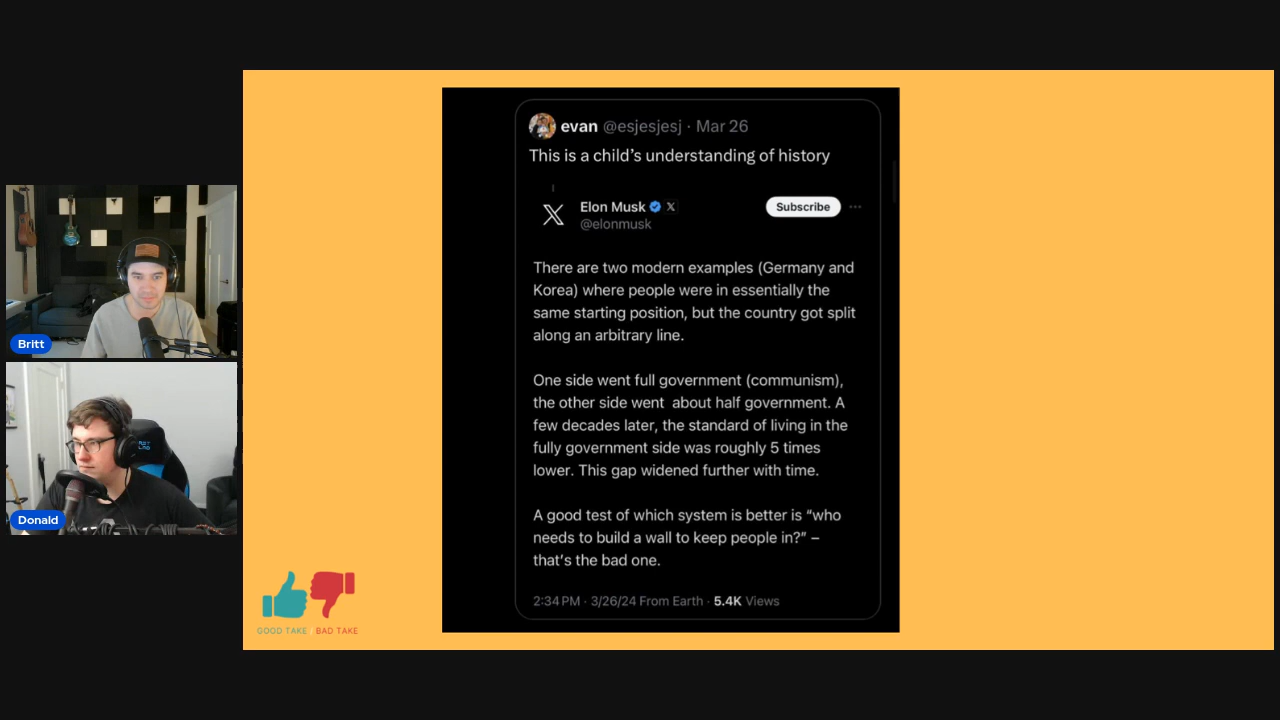 evan @esjesjesj · Mar 26
This is a child’s understanding of history
Elon Musk
@elonmusk
Subscribe
There are two modern examples (Germany and
Korea) where people were in essentially the
same starting position, but the country got split
along an arbitrary line.
One side went full government (communism),
the other side went  about half government. A
few decades later, the standard of living in the
fully government side was roughly 5 times
lower. This gap widened further with time.
A good test of which system is better is “who
needs to build a wall to keep people in?” –
that’s the bad one.
2:34 PM · 3/26/24 From Earth · 5.4K Views
Britt
Donald
GOOD TAKE / BAD TAKE